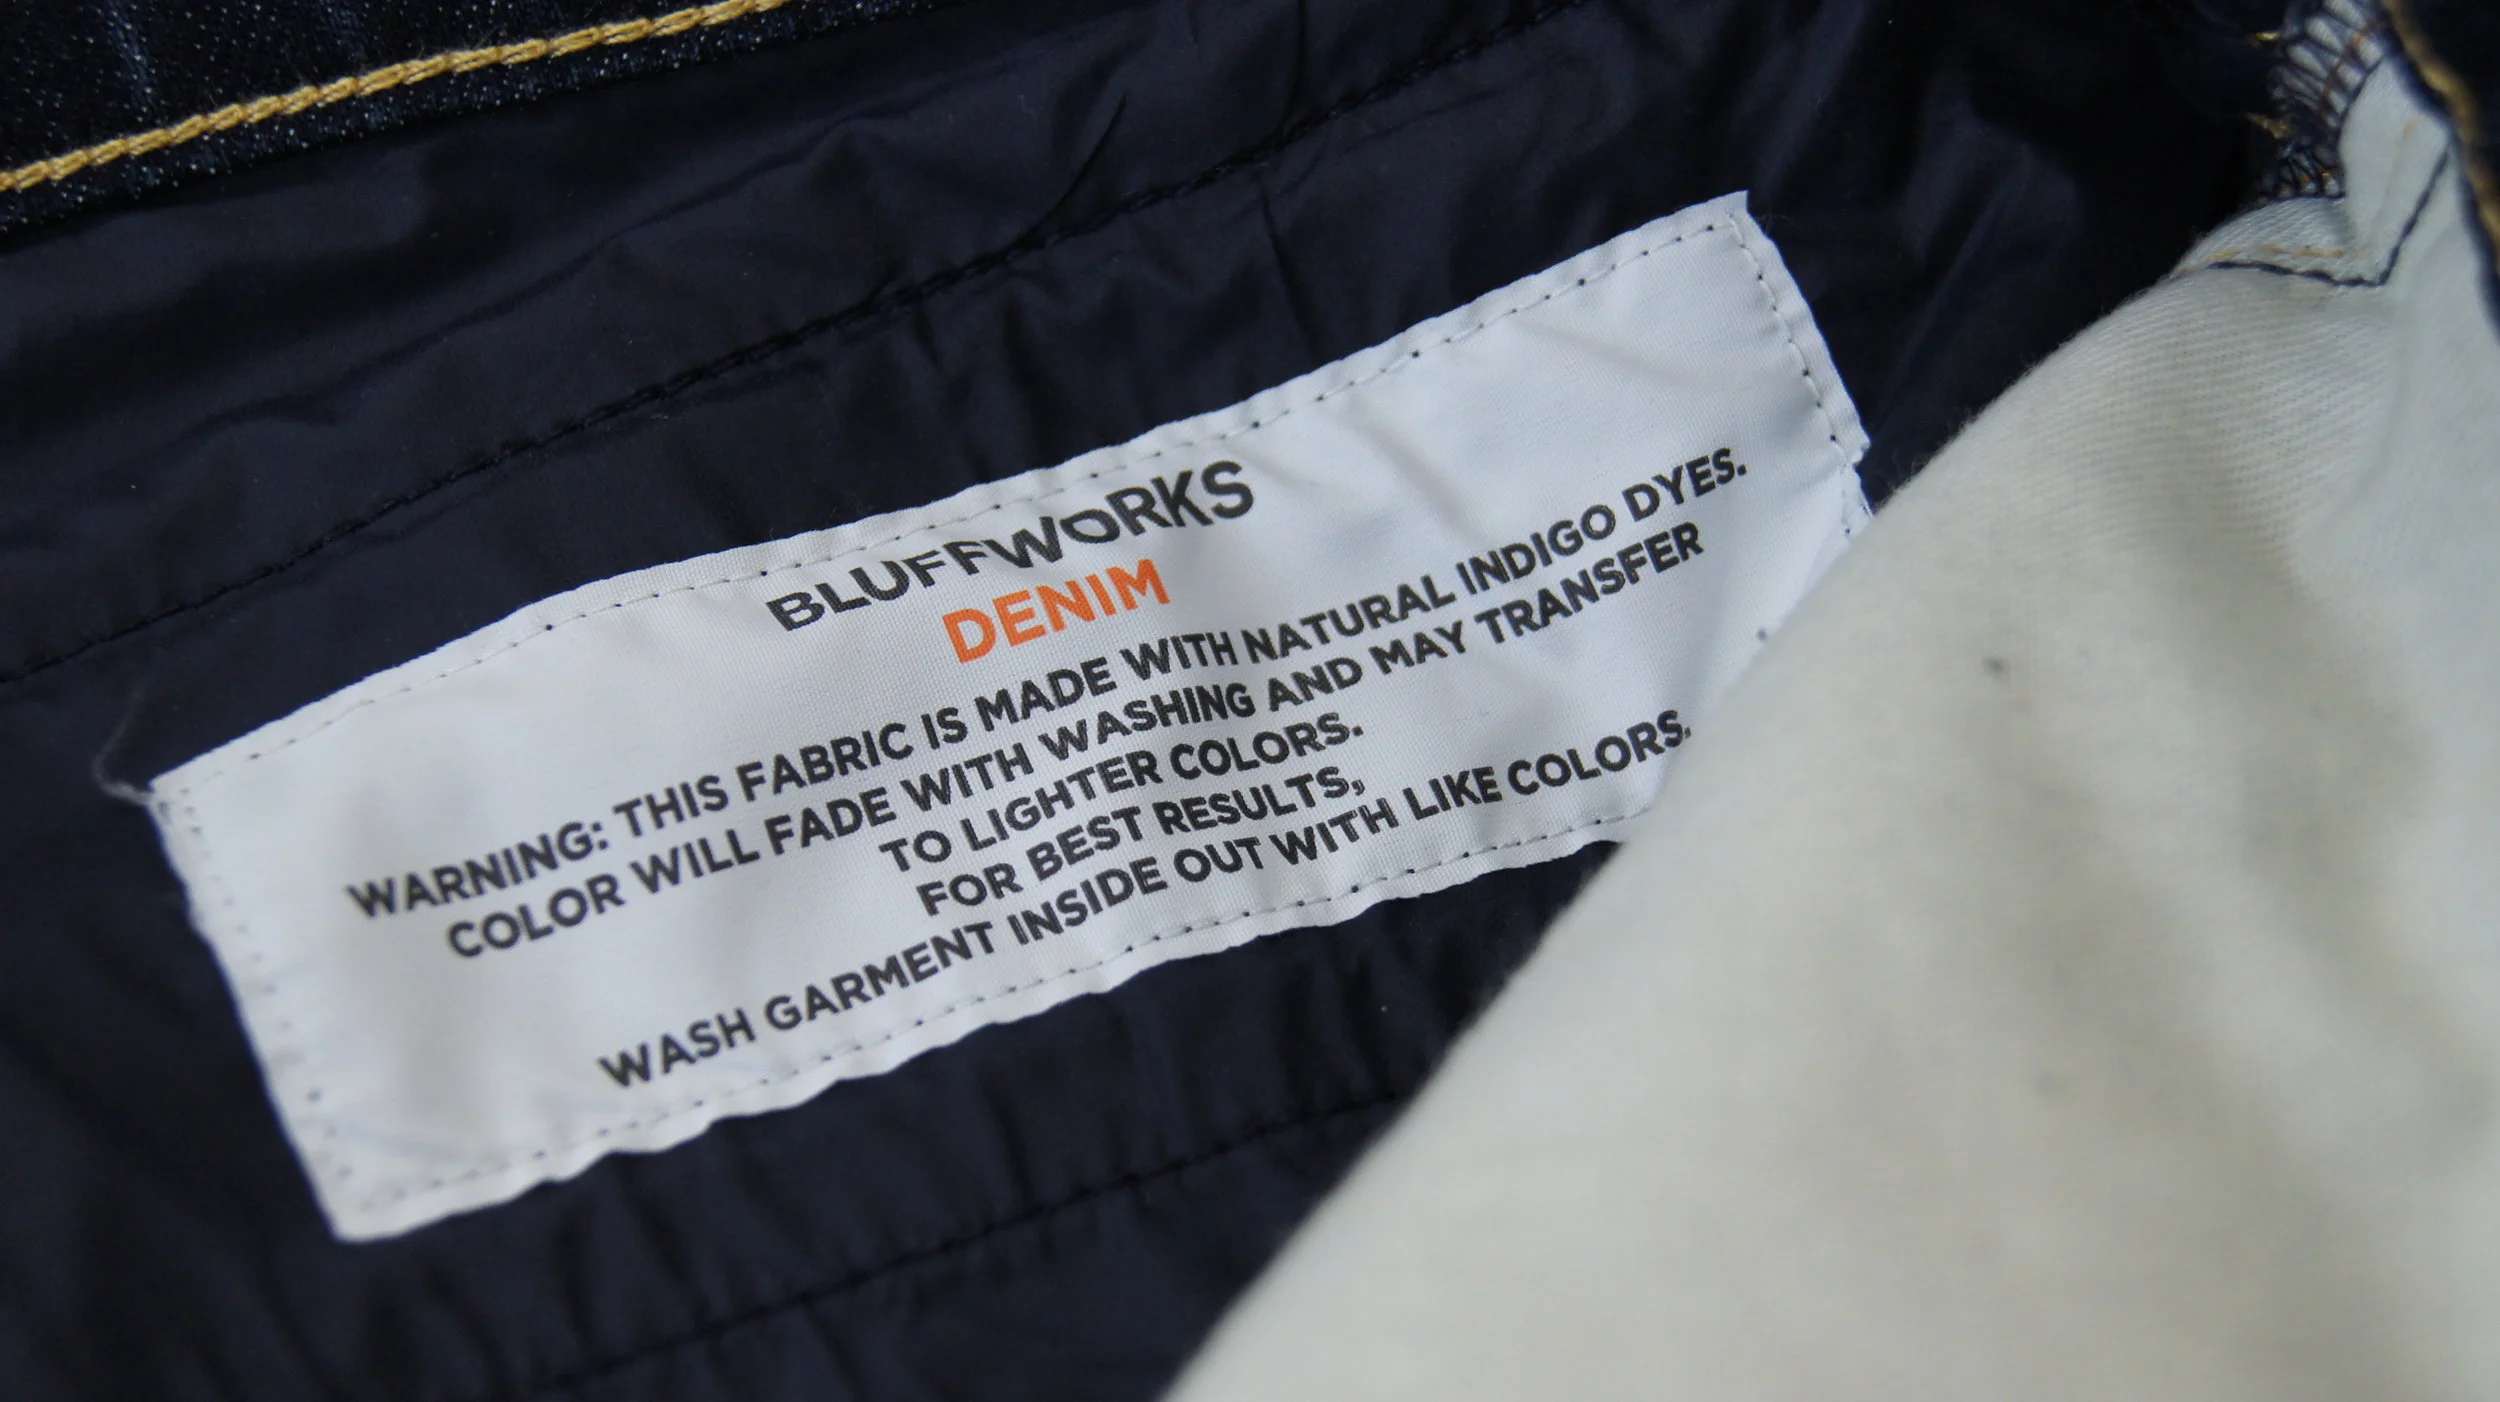 BLUFFWORKS
DENIM
WARNING: THIS FABRIC IS MADE WITH NATURAL INDIGO DYES.
COLOR WILL FADE WITH WASHING AND MAY TRANSFER
TO LIGHTER COLORS.
FOR BEST RESULTS,
WASH GARMENT INSIDE OUT WITH LIKE COLORS.